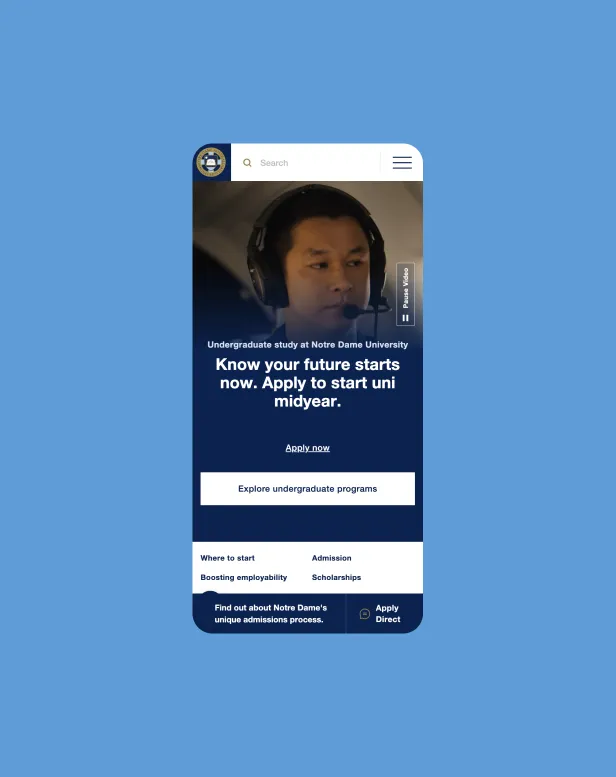 Search
Pause Video
Undergraduate study at Notre Dame University
Know your future starts
now. Apply to start uni
midyear.
Apply now
Explore undergraduate programs
Where to start
Admission
Boosting employability
Scholarships
Find out about Notre Dame's
unique admissions process.
Apply
Direct